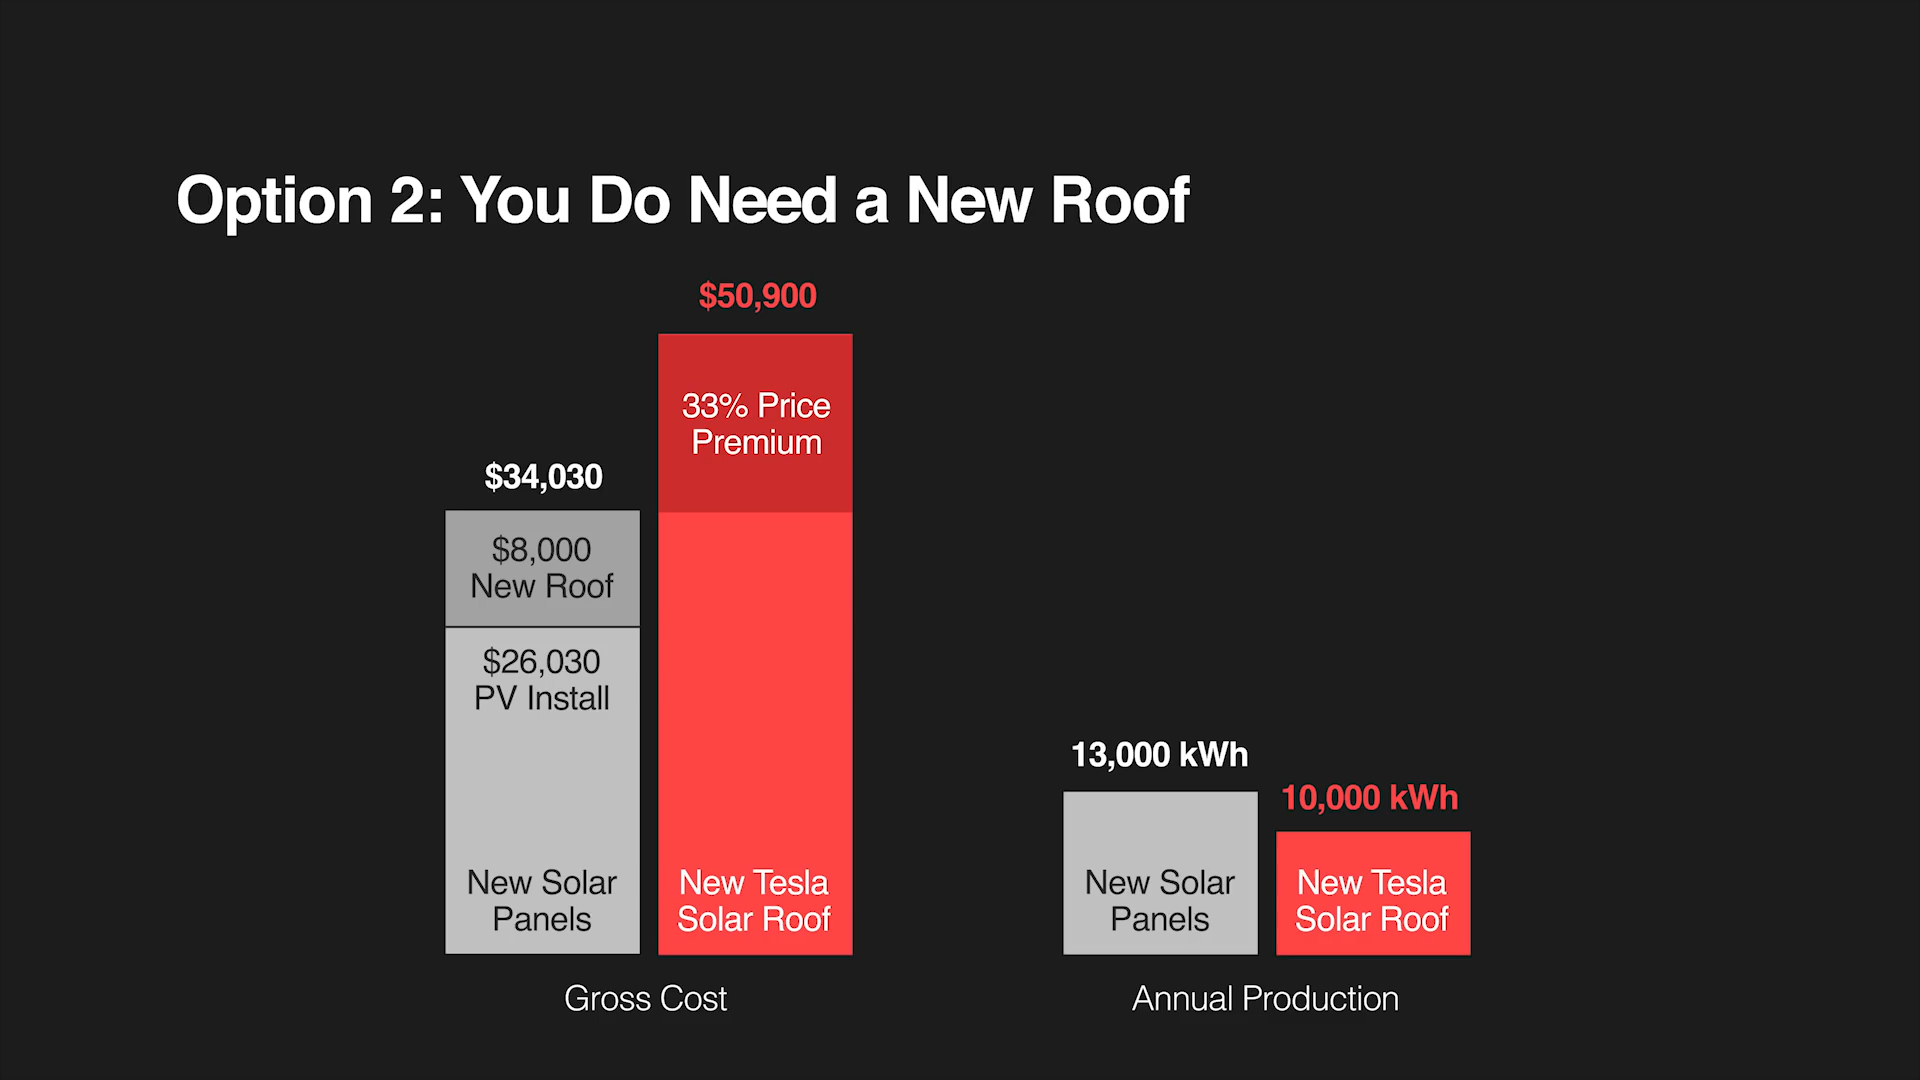 Option 2: You Do Need a New Roof
$50,900
33% Price
Premium
$34,030
$8,000
New Roof
$26,030
PV Install
New Solar
Panels
New Tesla
Solar Roof
Gross Cost
13,000 kWh
10,000 kWh
New Solar
Panels
New Tesla
Solar Roof
Annual Production